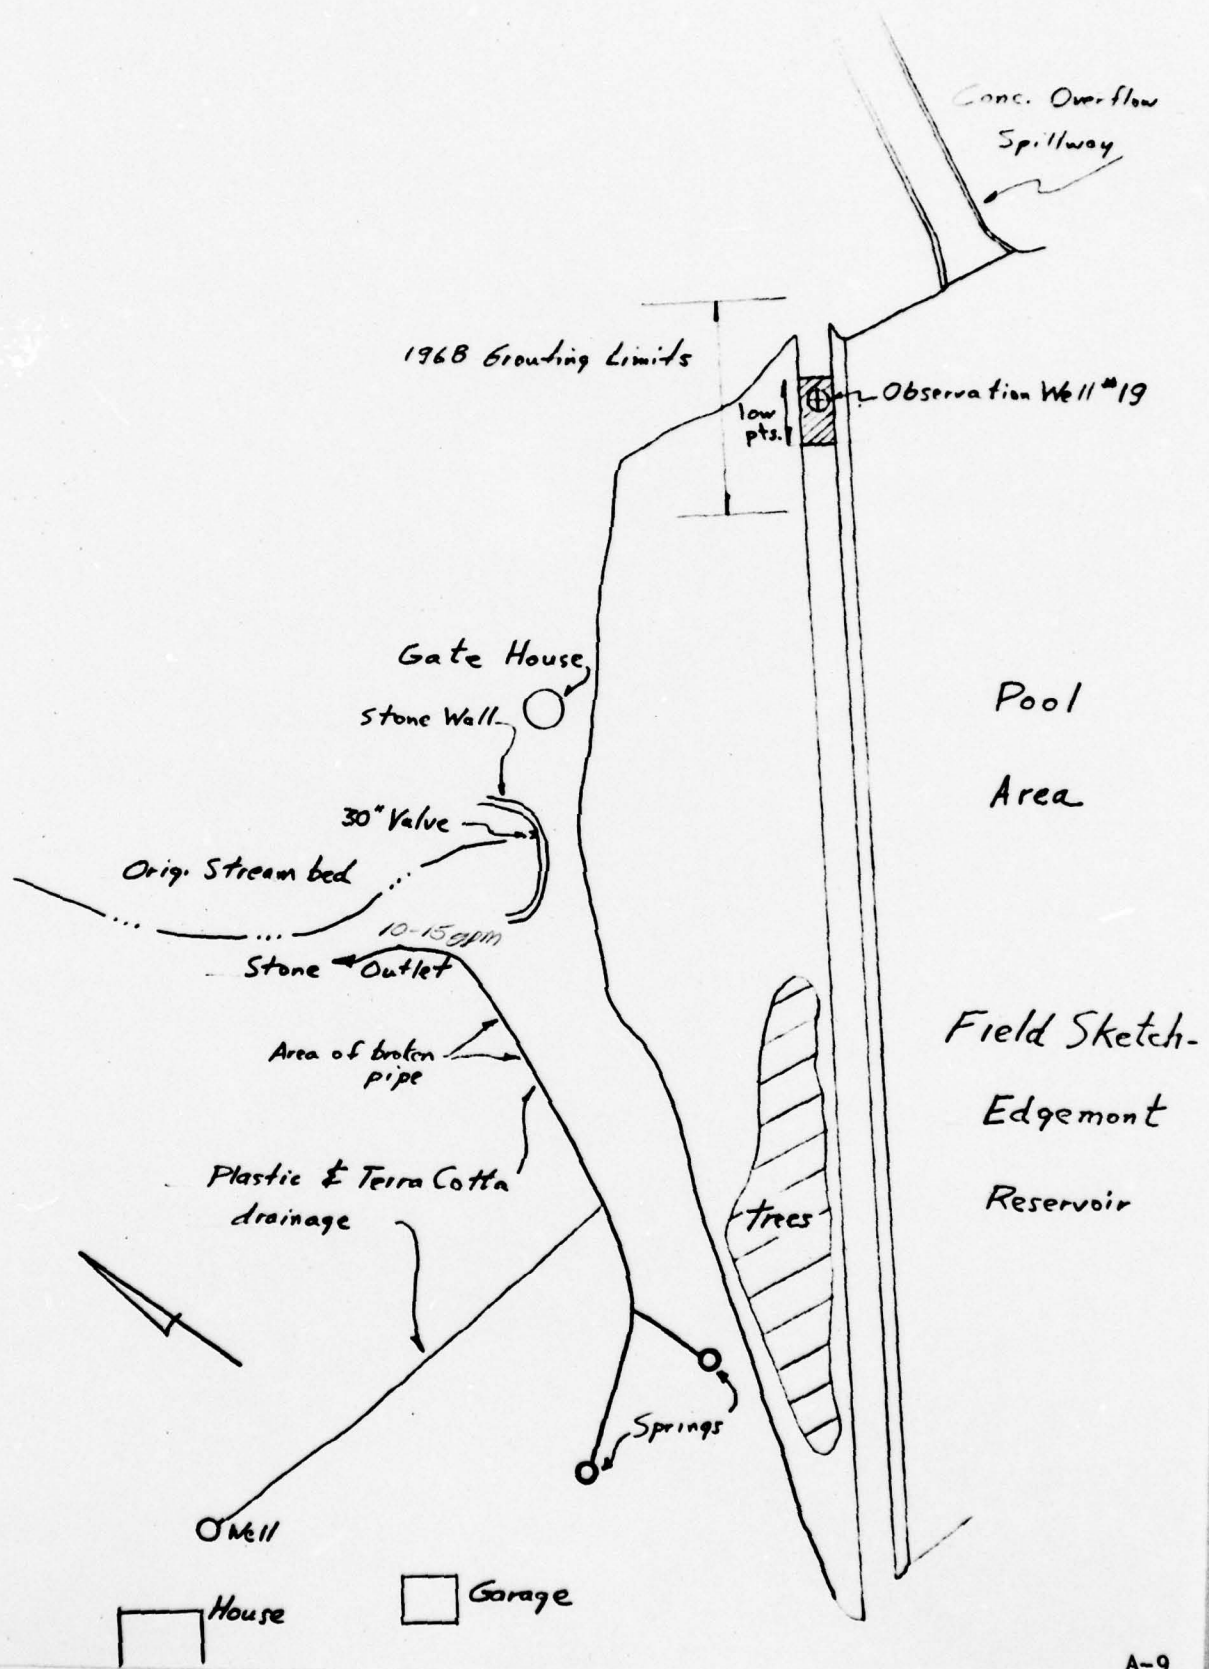 Conc. Overflow
Spillway
1968 Grouting Limits
low
pts.
Observation Well #19
Gate House
Stone Wall
30" Valve
Orig. Stream bed
10-15 gpm
Stone Outlet
Area of broken
pipe
Plastic & Terra Cotta
drainage
Pool
Area
Field Sketch-
Edgemont
Reservoir
trees
Springs
Well
House
Garage
A-9